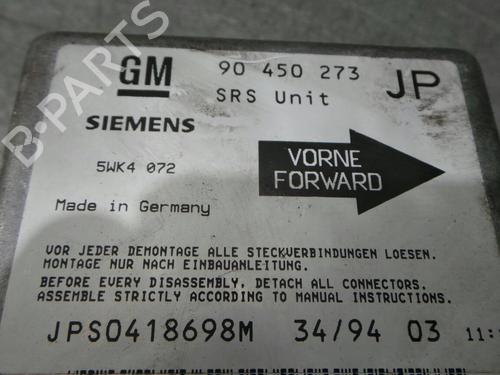 B-PARTS
GM 90 450 273 JP
SRS Unit
SIEMENS
5WK4 072
VORNE
FORWARD
Made in Germany
VOR JEDER DEMONTAGE ALLE STECKVERBINDUNGEN LOESEN.
MONTAGE NUR NACH EINBAUANLEITUNG.
BEFORE EVERY DISASSEMBLY, DETACH ALL CONNECTORS.
ASSEMBLE STRICTLY ACCORDING TO MANUAL INSTRUCTIONS.
JPS0418698M 34/94 03 11: